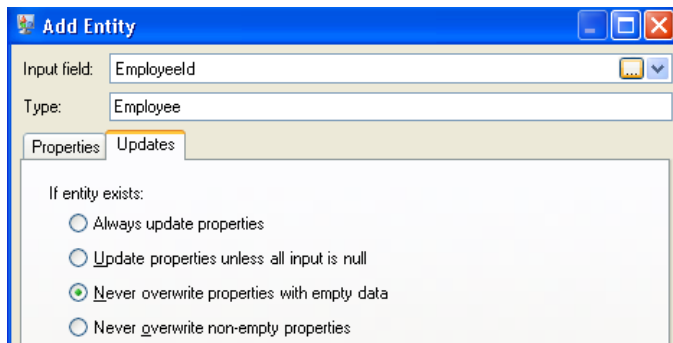 Add Entity
Input field: EmployeeId ...
Type: Employee
Properties Updates
If entity exists:
Always update properties
Update properties unless all input is null
Never overwrite properties with empty data
Never overwrite non-empty properties